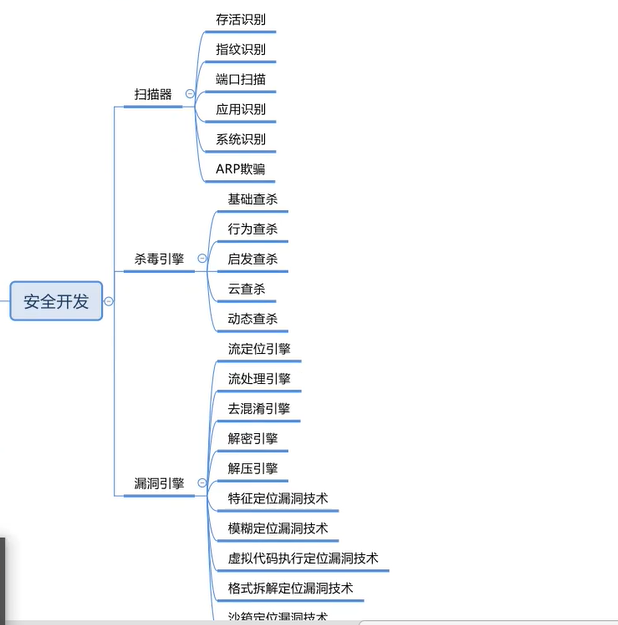 存活识别
指纹识别
端口扫描
扫描器
应用识别
系统识别
ARP欺骗
基础查杀
行为查杀
杀毒引擎
启发查杀
云查杀
安全开发
动态查杀
流定位引擎
流处理引擎
去混淆引擎
解密引擎
解压引擎
漏洞引擎
特征定位漏洞技术
模糊定位漏洞技术
虚拟代码执行定位漏洞技术
格式拆解定位漏洞技术
沙箱定位漏洞技术